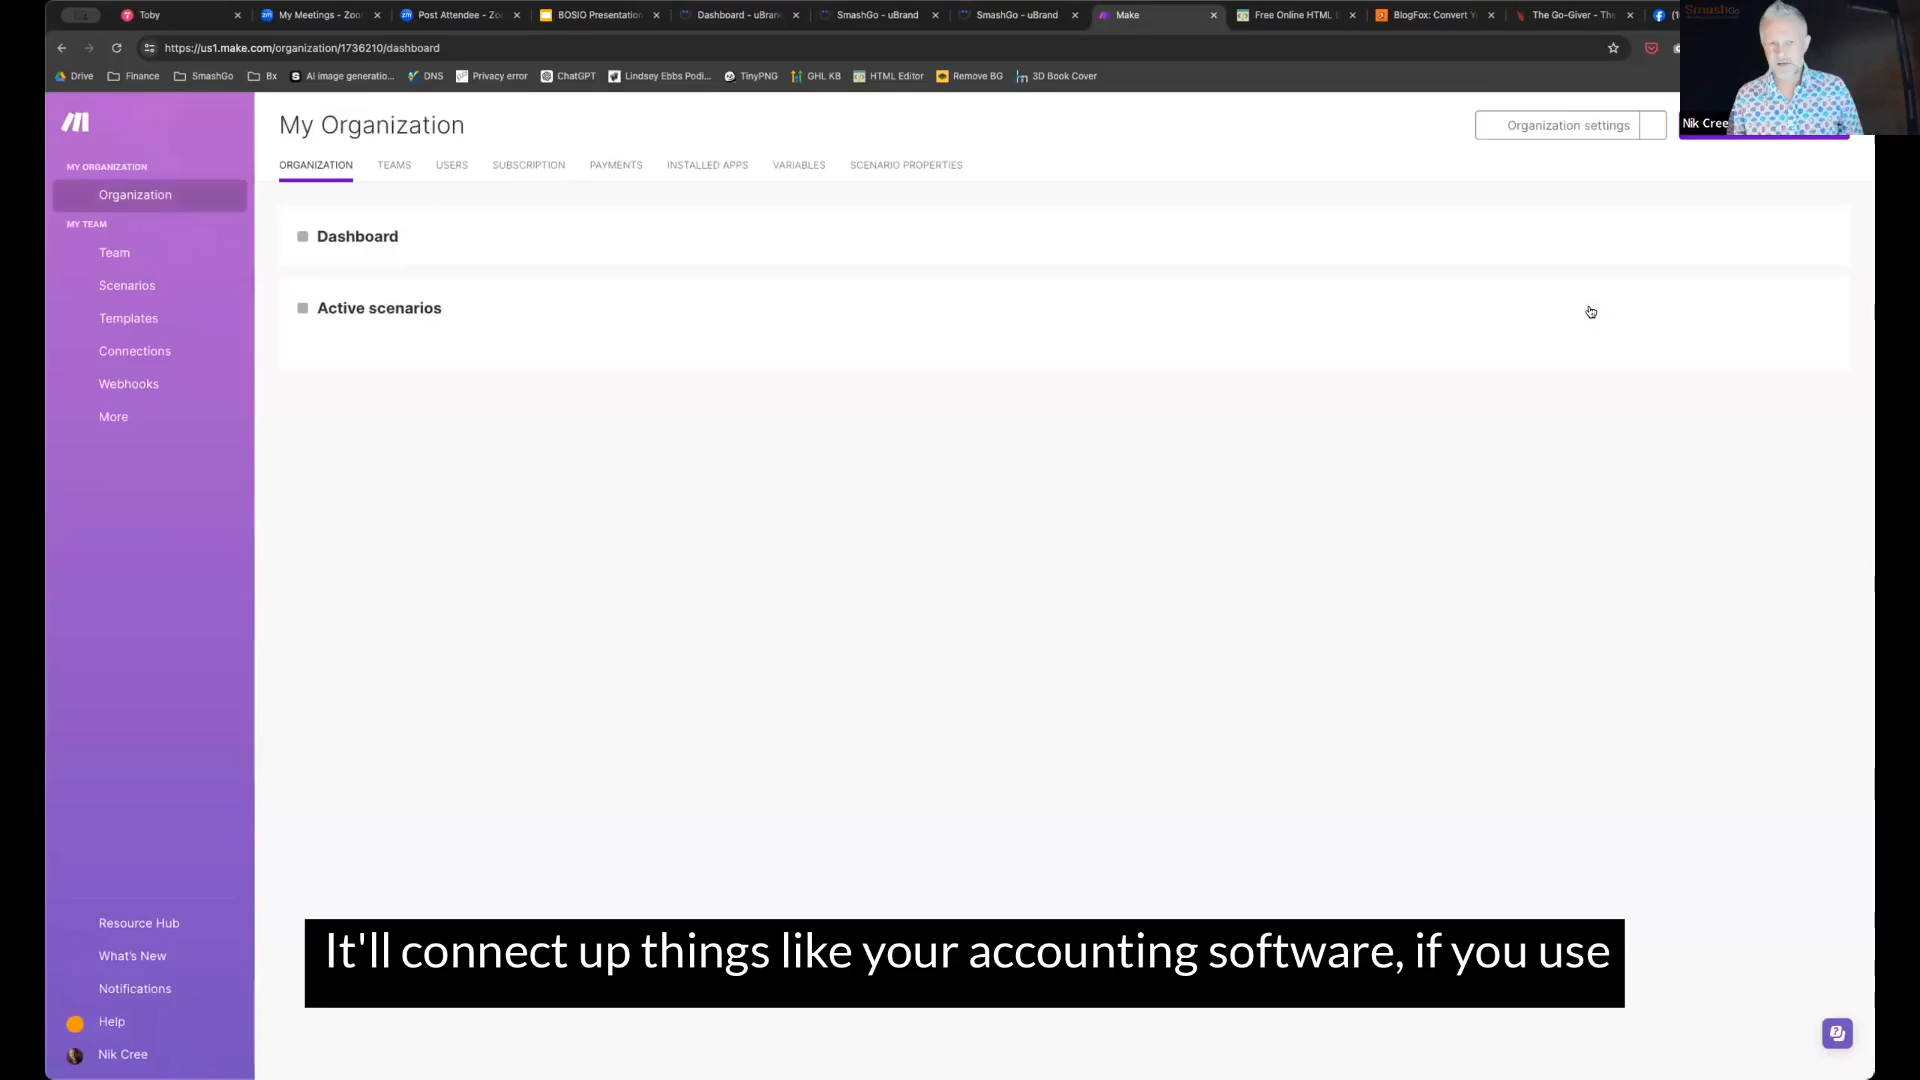 Toby
My Meetings - Zoo
Post Attendee - Zo
BOSIO Presentation
Dashboard - uBran
SmashGo - uBrand
SmashGo - uBrand
Make
Free Online HTML
BlogFox: Convert Y
The Go-Giver - The
https://us1.make.com/organization/1736210/dashboard
Drive
Finance
SmashGo
Bx
AI image generatio...
DNS
Privacy error
ChatGPT
Lindsey Ebbs Podi...
TinyPNG
GHL KB
HTML Editor
Remove BG
3D Book Cover
SmashGo
Nik Cree
My Organization
Organization settings
ORGANIZATION
TEAMS
USERS
SUBSCRIPTION
PAYMENTS
INSTALLED APPS
VARIABLES
SCENARIO PROPERTIES
MY ORGANIZATION
Organization
MY TEAM
Team
Scenarios
Templates
Connections
Webhooks
More
Dashboard
Active scenarios
Resource Hub
What's New
Notifications
Help
Nik Cree
It'll connect up things like your accounting software, if you use